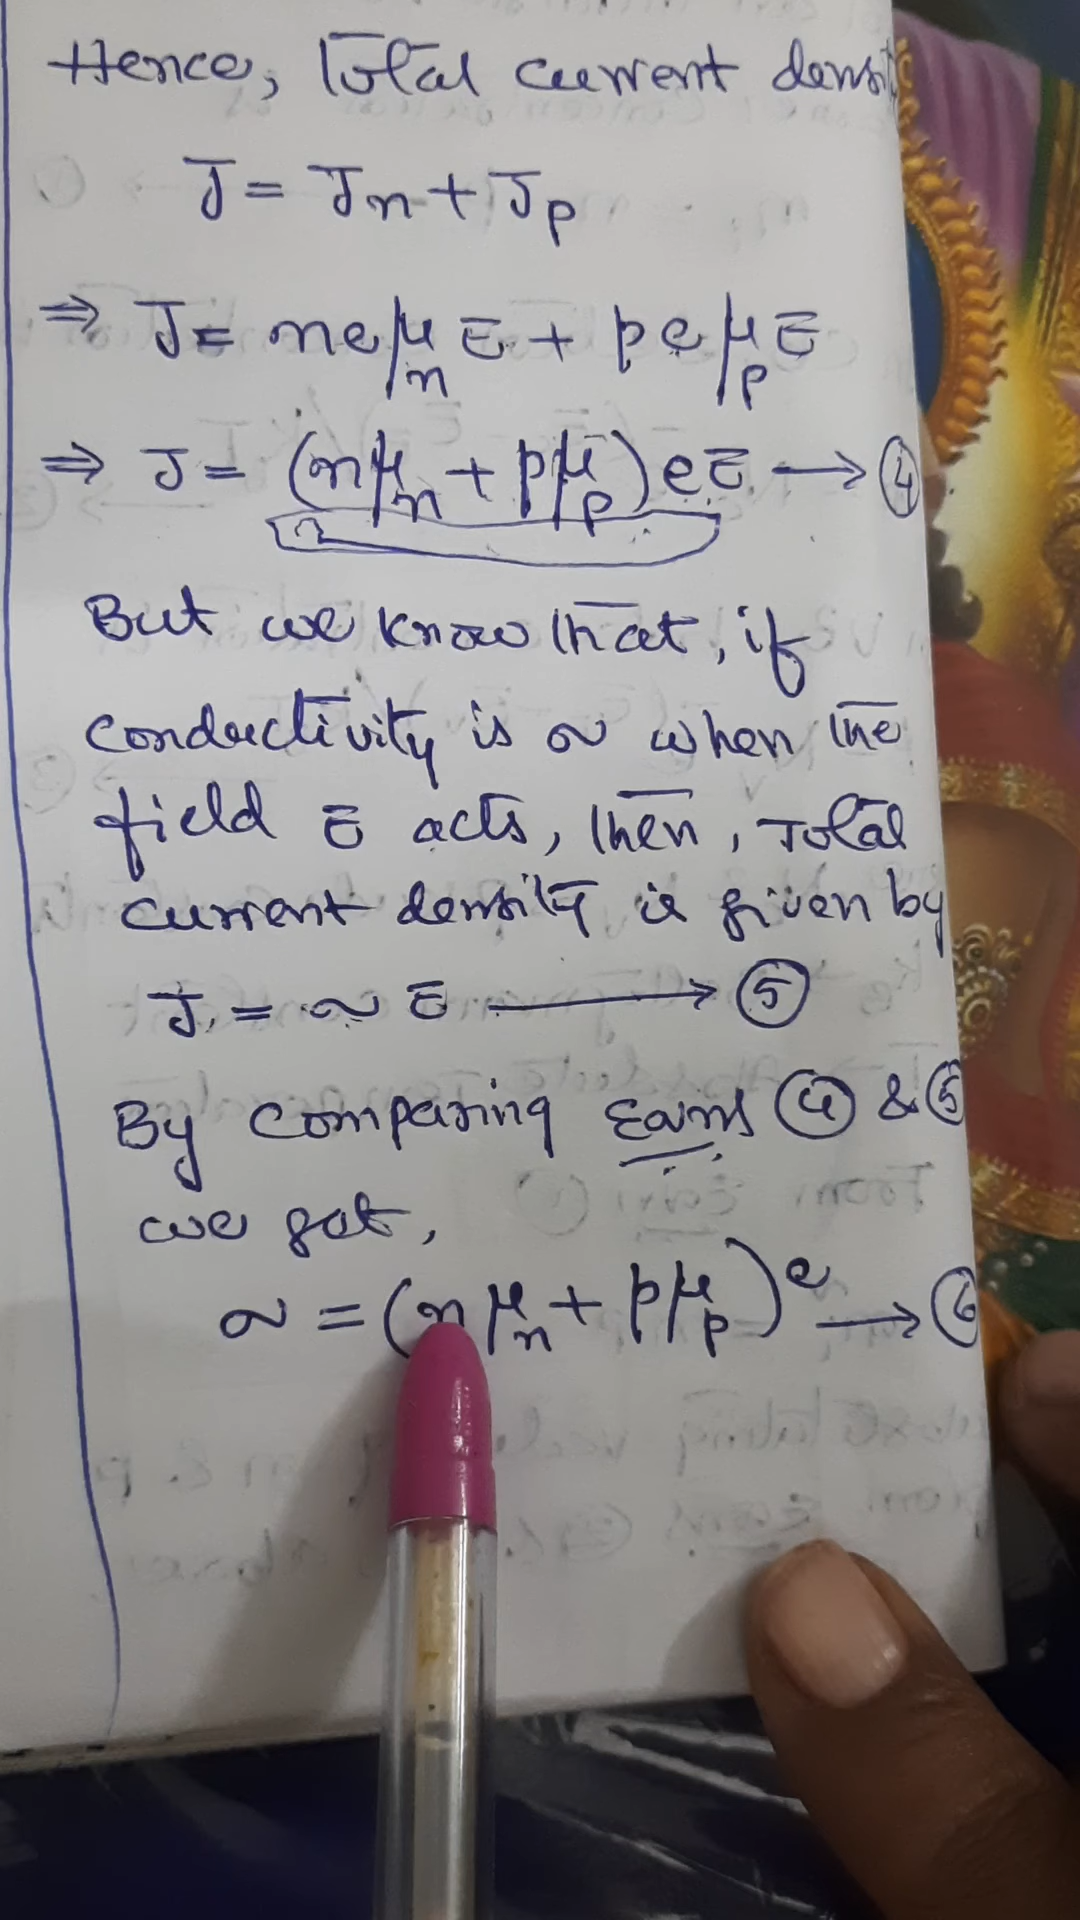 Hence, Total current densi
J = Jn + Jp
⇒ J = neμn E + peμp E
⇒ J = (nμn + pμp) eE → ④
But we know that, if
conductivity is σ when the
field E acts, then, Total
current density is given by
J = σ E → ⑤
By comparing Eqns ④ & ⑤
we get,
σ = (nμn + pμp)e → ⑥